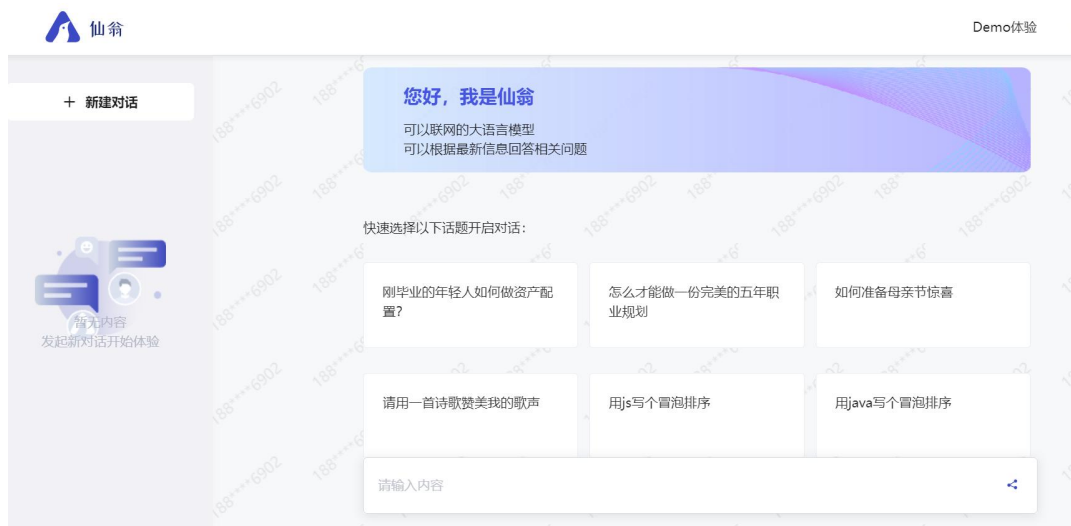 仙翁
Demo体验
+ 新建对话
您好，我是仙翁
可以联网的大语言模型
可以根据最新信息回答相关问题
快速选择以下话题开启对话：
刚毕业的年轻人如何做资产配
置？
怎么才能做一份完美的五年职
业规划
如何准备母亲节惊喜
暂无内容
发起新对话开始体验
请用一首诗歌赞美我的歌声
用js写个冒泡排序
用java写个冒泡排序
请输入内容
188****6902